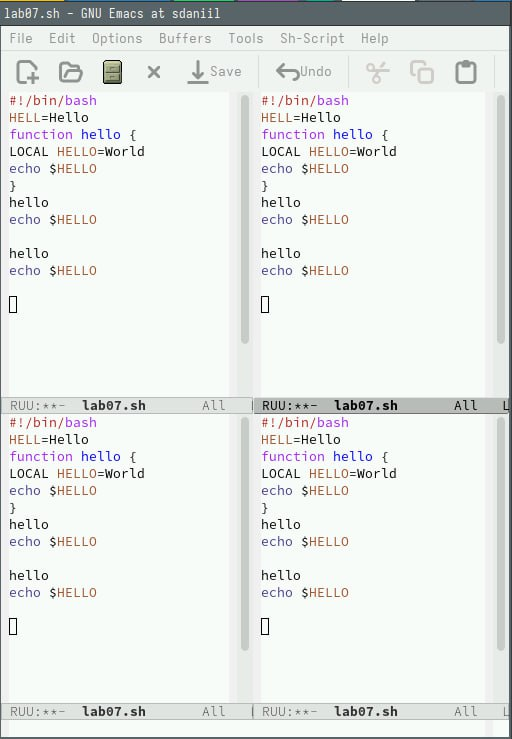 lab07.sh - GNU Emacs at sdaniil
File Edit Options Buffers Tools Sh-Script Help
Save Undo
#!/bin/bash
HELL=Hello
function hello {
LOCAL HELLO=World
echo $HELLO
}
hello
echo $HELLO
hello
echo $HELLO
RUU:**- lab07.sh All
#!/bin/bash
HELL=Hello
function hello {
LOCAL HELLO=World
echo $HELLO
}
hello
echo $HELLO
hello
echo $HELLO
RUU:**- lab07.sh All L
#!/bin/bash
HELL=Hello
function hello {
LOCAL HELLO=World
echo $HELLO
}
hello
echo $HELLO
hello
echo $HELLO
RUU:**- lab07.sh All
#!/bin/bash
HELL=Hello
function hello {
LOCAL HELLO=World
echo $HELLO
}
hello
echo $HELLO
hello
echo $HELLO
RUU:**- lab07.sh All L